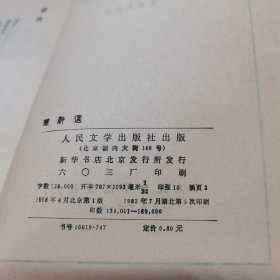 楚辞选
人民文学出版社出版
(北京朝内大街166号)
新华书店北京发行所发行
六〇三厂印刷
字数129,000 开本787×1092毫米1/32 印张10 插页2
1958年4月北京第1版 1983年7月湖北第5次印刷
印数154,001—189,000
书号10019·747 定价0.80元